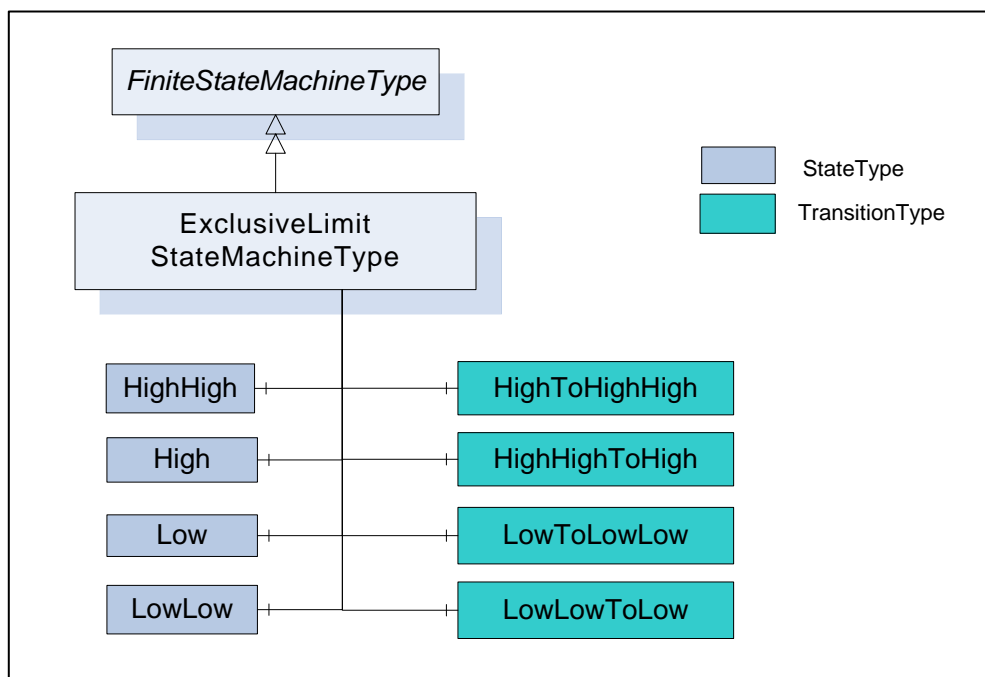 FiniteStateMachineType
ExclusiveLimit
StateMachineType
StateType
TransitionType
HighHigh
HighToHighHigh
High
HighHighToHigh
Low
LowToLowLow
LowLow
LowLowToLow